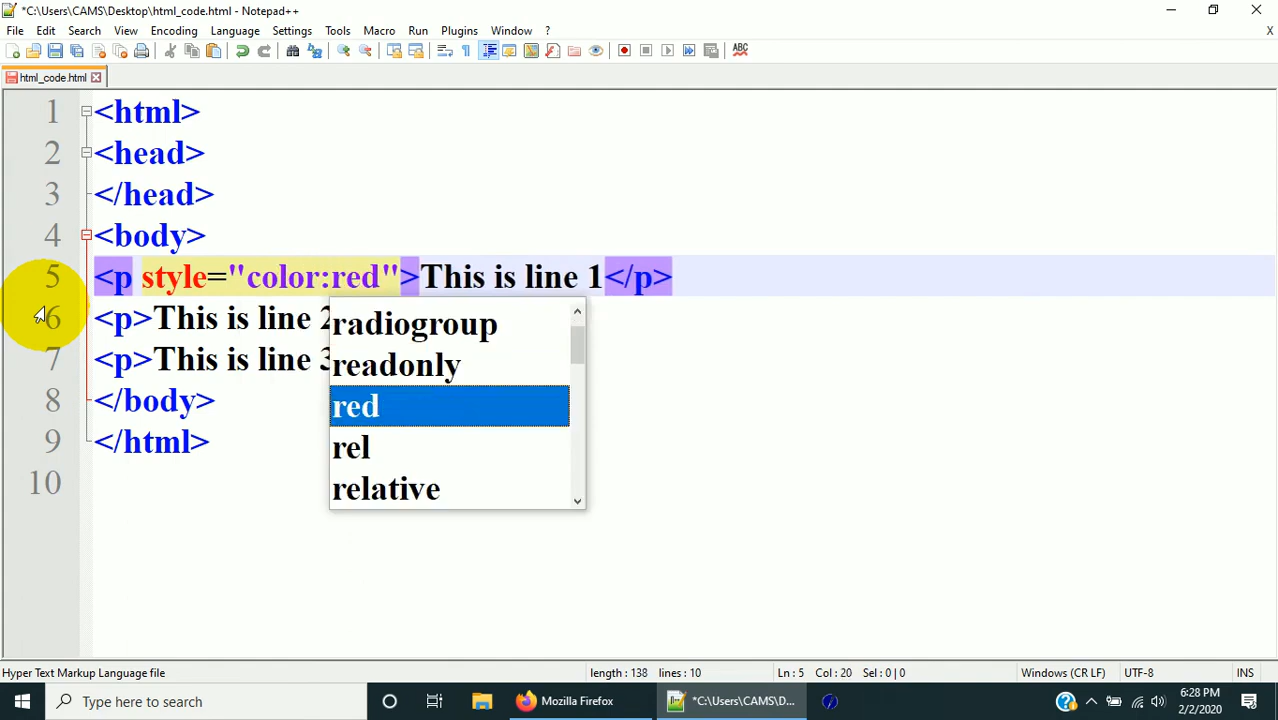 *C:\Users\CAMS\Desktop\html_code.html - Notepad++
File Edit Search View Encoding Language Settings Tools Macro Run Plugins Window ?
X
ABC
html_code.html
1 <html>
2 <head>
3 </head>
4 <body>
5 <p style="color:red">This is line 1</p>
6 <p>This is line 2
7 <p>This is line 3
8 </body>
9 </html>
10
radiogroup
readonly
red
rel
relative
Hyper Text Markup Language file length : 138 lines : 10 Ln : 5 Col : 20 Sel : 0 | 0 Windows (CR LF) UTF-8 INS
Type here to search
Mozilla Firefox
*C:\Users\CAMS\D...
6:28 PM
2/2/2020